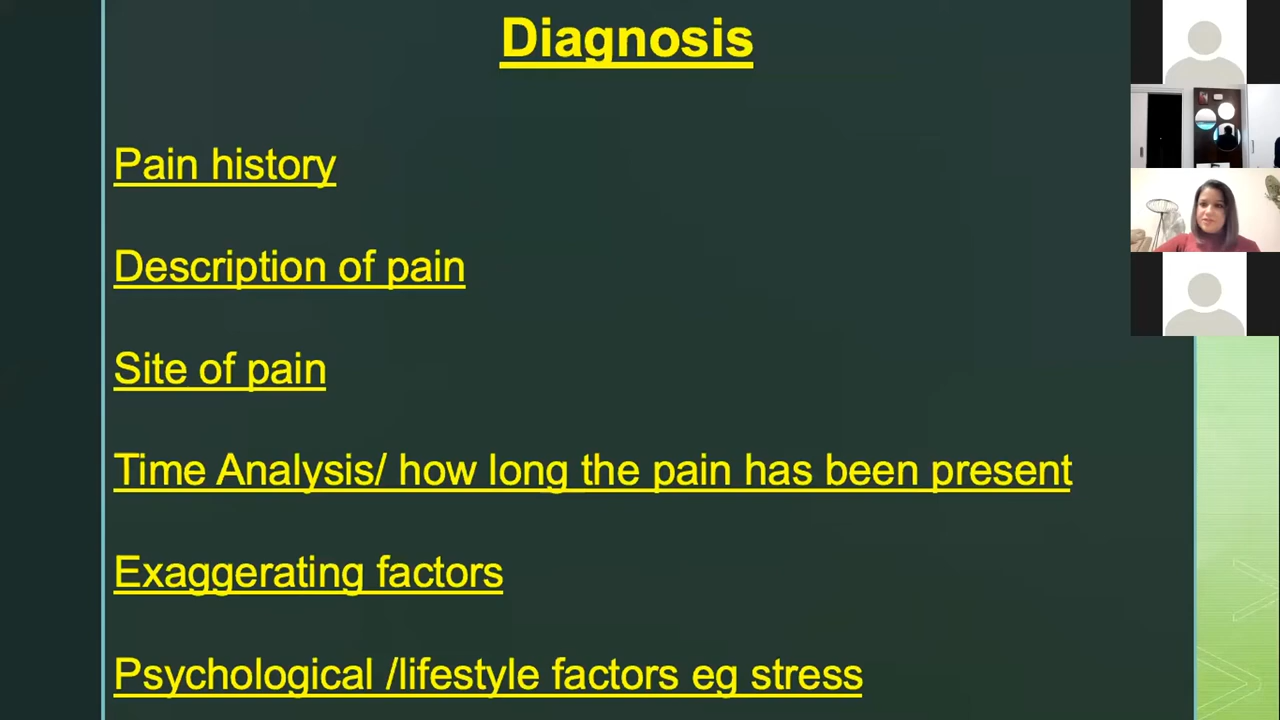 Diagnosis
Pain history
Description of pain
Site of pain
Time Analysis/ how long the pain has been present
Exaggerating factors
Psychological /lifestyle factors eg stress